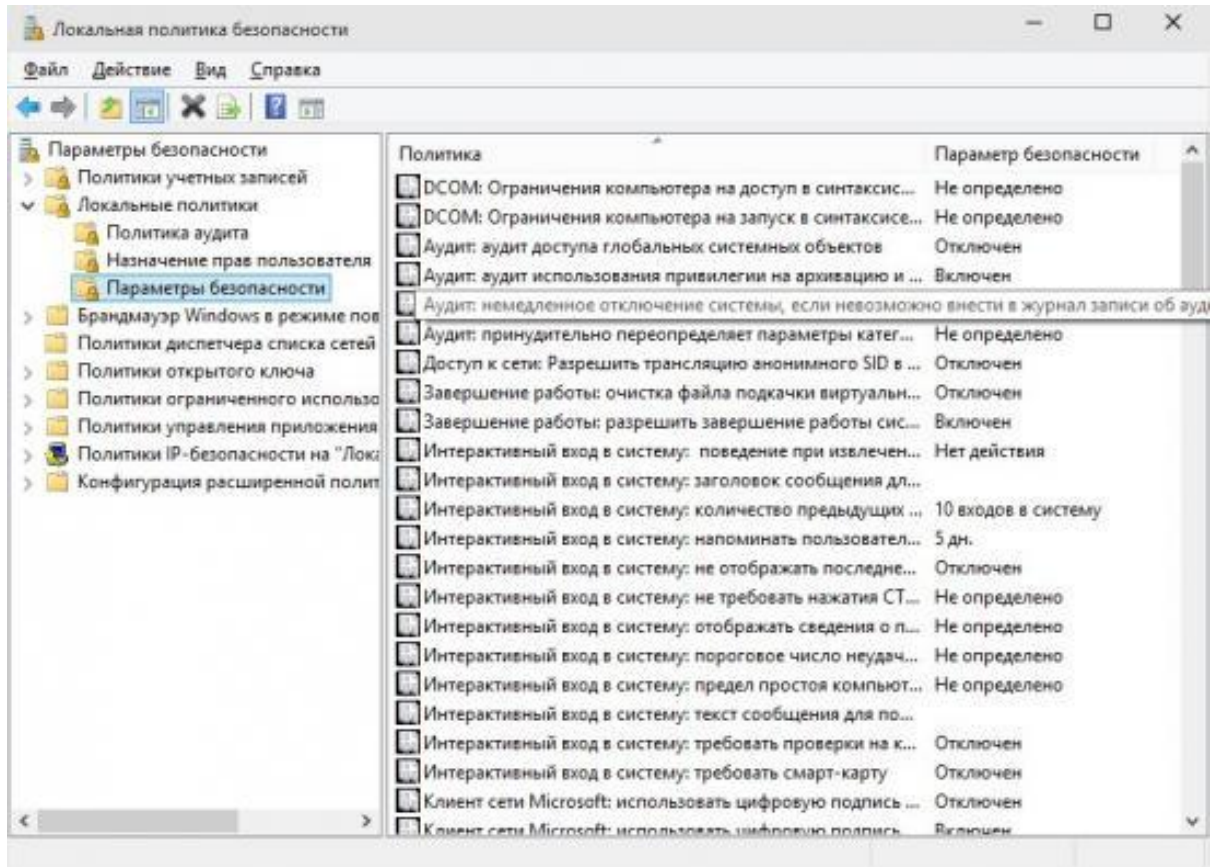 Локальная политика безопасности
Файл Действие Вид Справка
Параметры безопасности
Политики учетных записей
Локальные политики
Политика аудита
Назначение прав пользователя
Параметры безопасности
Брандмауэр Windows в режиме пов
Политики диспетчера списка сетей
Политики открытого ключа
Политики ограниченного использо
Политики управления приложения
Политики IP-безопасности на "Лока
Конфигурация расширенной полит
Политика Параметр безопасности
DCOM: Ограничения компьютера на доступ в синтаксис... Не определено
DCOM: Ограничения компьютера на запуск в синтаксисе... Не определено
Аудит: аудит доступа глобальных системных объектов Отключен
Аудит: аудит использования привилегии на архивацию и ... Включен
Аудит: немедленное отключение системы, если невозможно внести в журнал записи об ауд
Аудит: принудительно переопределяет параметры катег... Не определено
Доступ к сети: Разрешить трансляцию анонимного SID в ... Отключен
Завершение работы: очистка файла подкачки виртуальн... Отключен
Завершение работы: разрешить завершение работы сис... Включен
Интерактивный вход в систему: поведение при извлечен... Нет действия
Интерактивный вход в систему: заголовок сообщения дл...
Интерактивный вход в систему: количество предыдущих ... 10 входов в систему
Интерактивный вход в систему: напоминать пользовател... 5 дн.
Интерактивный вход в систему: не отображать последне... Отключен
Интерактивный вход в систему: не требовать нажатия CT... Не определено
Интерактивный вход в систему: отображать сведения о п... Не определено
Интерактивный вход в систему: пороговое число неудач... Не определено
Интерактивный вход в систему: предел простоя компьют... Не определено
Интерактивный вход в систему: текст сообщения для по...
Интерактивный вход в систему: требовать проверки на к... Отключен
Интерактивный вход в систему: требовать смарт-карту Отключен
Клиент сети Microsoft: использовать цифровую подпись ... Отключен
Клиент сети Microsoft: использовать цифровую подпись Включен